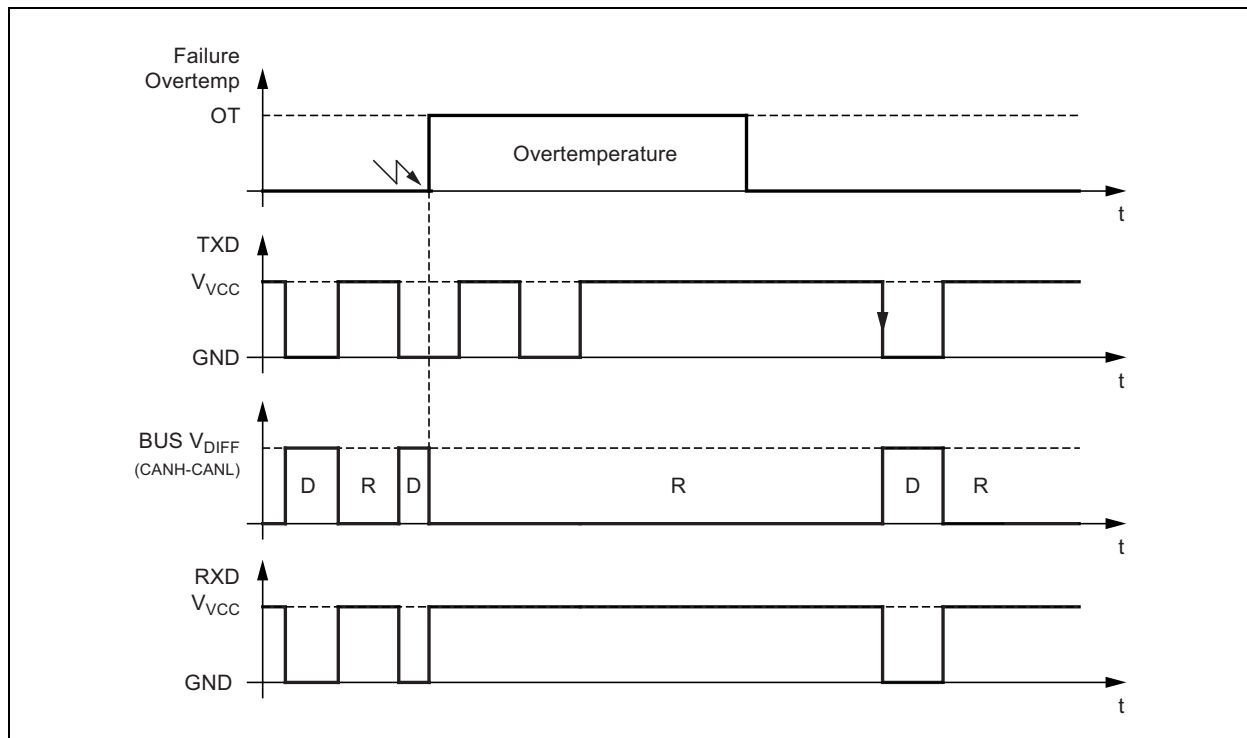 Failure
Overtemp
OT
Overtemperature
t
TXD
VVCC
GND
t
BUS VDIFF
(CANH-CANL)
D R D R D R
t
RXD
VVCC
GND
t